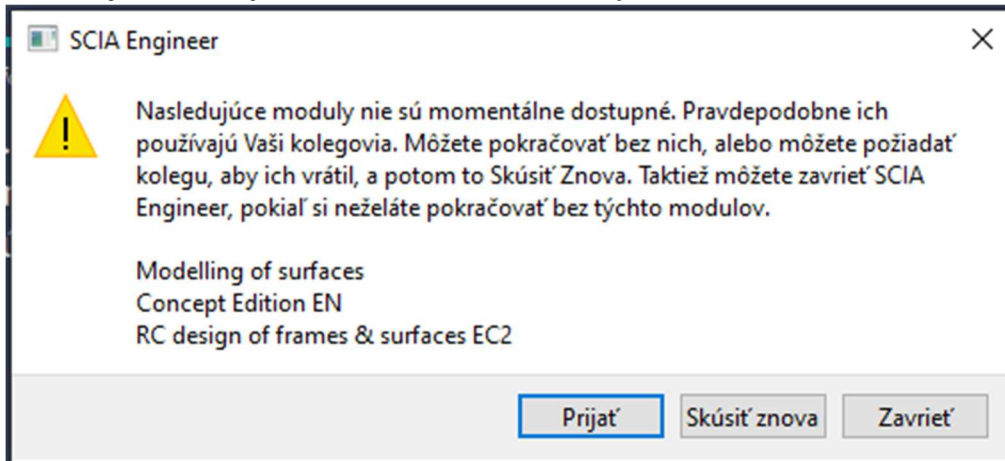 SCIA Engineer
Nasledujúce moduly nie sú momentálne dostupné. Pravdepodobne ich
používajú Vaši kolegovia. Môžete pokračovať bez nich, alebo môžete požiadať
kolegu, aby ich vrátil, a potom to Skúsiť Znova. Taktiež môžete zavrieť SCIA
Engineer, pokiaľ si neželáte pokračovať bez týchto modulov.
Modelling of surfaces
Concept Edition EN
RC design of frames & surfaces EC2
Prijať Skúsiť znova Zavrieť